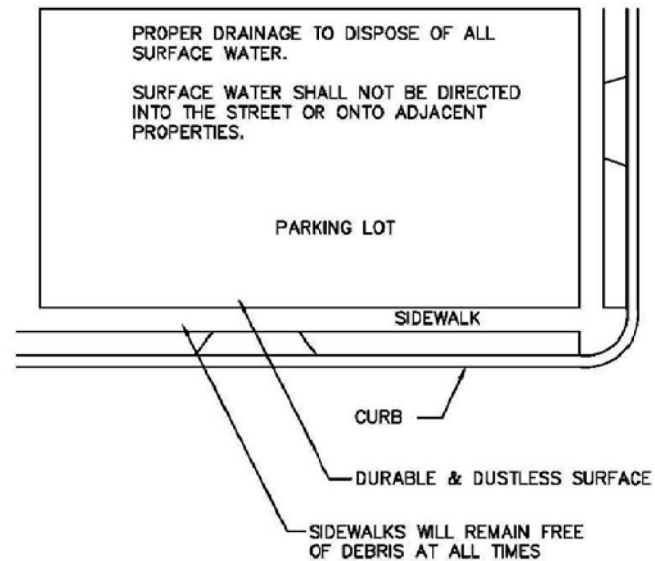 PROPER DRAINAGE TO DISPOSE OF ALL
SURFACE WATER.
SURFACE WATER SHALL NOT BE DIRECTED
INTO THE STREET OR ONTO ADJACENT
PROPERTIES.
PARKING LOT
SIDEWALK
CURB
DURABLE & DUSTLESS SURFACE
SIDEWALKS WILL REMAIN FREE
OF DEBRIS AT ALL TIMES